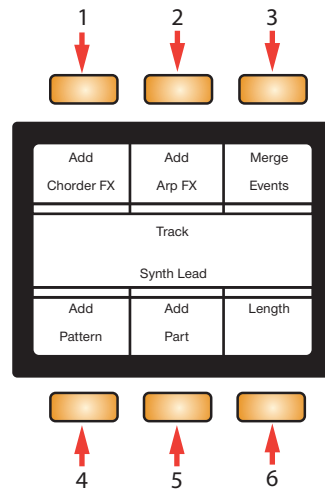 1 2 3
Add Add Merge
Chorder FX Arp FX Events
Track
Synth Lead
Add Add Length
Pattern Part
4 5 6